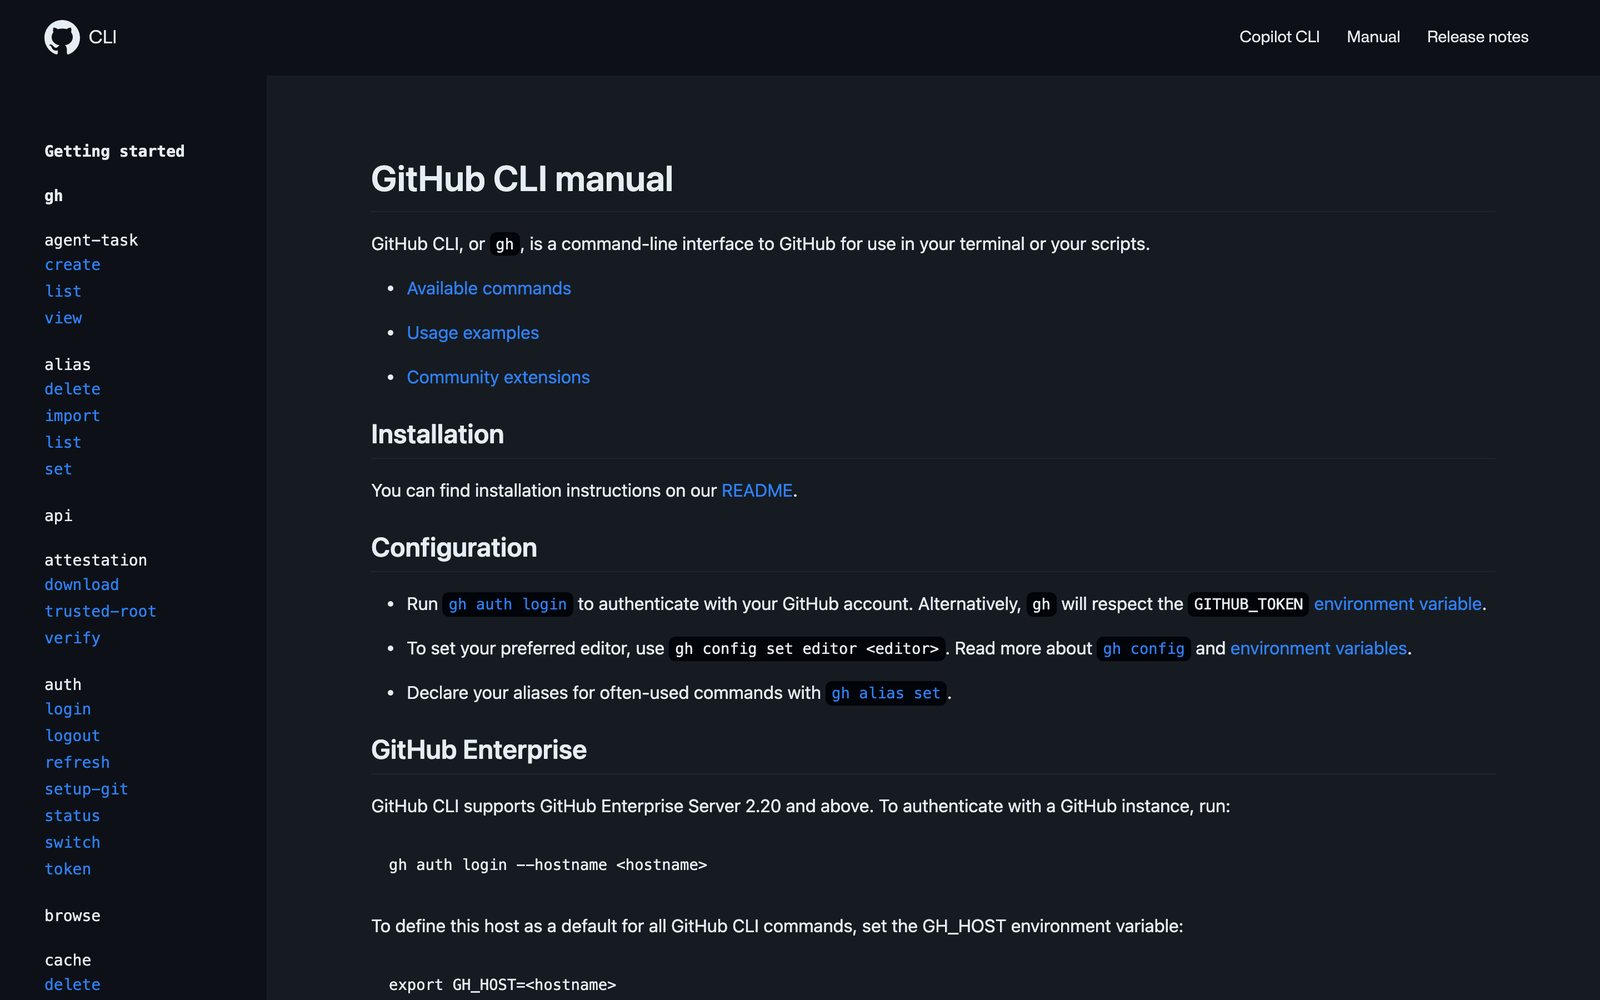 CLI
Copilot CLI
Manual
Release notes
Getting started
gh
agent-task
create
list
view
alias
delete
import
list
set
api
attestation
download
trusted-root
verify
auth
login
logout
refresh
setup-git
status
switch
token
browse
cache
delete
GitHub CLI manual
GitHub CLI, or gh, is a command-line interface to GitHub for use in your terminal or your scripts.
• Available commands
• Usage examples
• Community extensions
Installation
You can find installation instructions on our README.
Configuration
• Run gh auth login to authenticate with your GitHub account. Alternatively, gh will respect the GITHUB_TOKEN environment variable.
• To set your preferred editor, use gh config set editor <editor>. Read more about gh config and environment variables.
• Declare your aliases for often-used commands with gh alias set.
GitHub Enterprise
GitHub CLI supports GitHub Enterprise Server 2.20 and above. To authenticate with a GitHub instance, run:
gh auth login --hostname <hostname>
To define this host as a default for all GitHub CLI commands, set the GH_HOST environment variable:
export GH_HOST=<hostname>